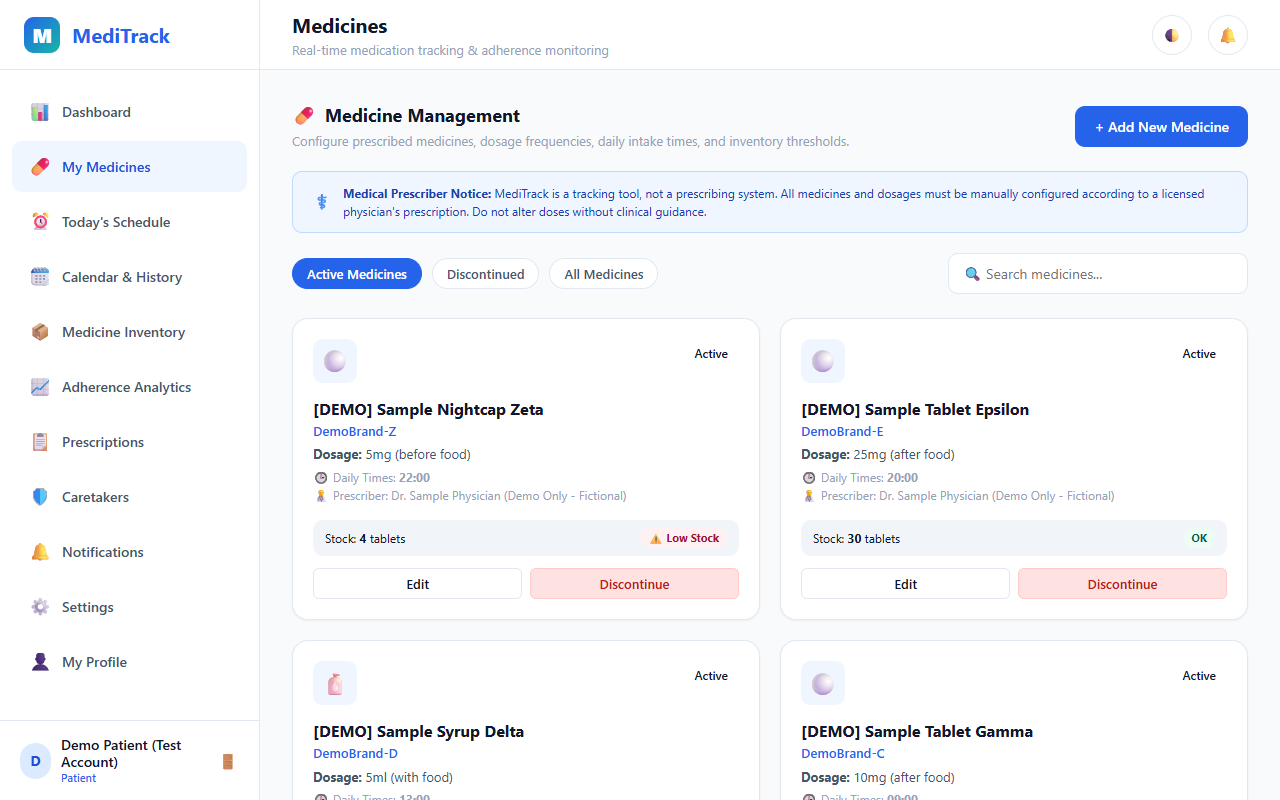 M MediTrack
Dashboard
My Medicines
Today's Schedule
Calendar & History
Medicine Inventory
Adherence Analytics
Prescriptions
Caretakers
Notifications
Settings
My Profile
D
Demo Patient (Test
Account)
Patient
Medicines
Real-time medication tracking & adherence monitoring
Medicine Management
Configure prescribed medicines, dosage frequencies, daily intake times, and inventory thresholds.
+ Add New Medicine
Medical Prescriber Notice: MediTrack is a tracking tool, not a prescribing system. All medicines and dosages must be manually configured according to a licensed
physician's prescription. Do not alter doses without clinical guidance.
Active Medicines
Discontinued
All Medicines
Search medicines...
Active
[DEMO] Sample Nightcap Zeta
DemoBrand-Z
Dosage: 5mg (before food)
Daily Times: 22:00
Prescriber: Dr. Sample Physician (Demo Only - Fictional)
Stock: 4 tablets
Low Stock
Edit
Discontinue
Active
[DEMO] Sample Tablet Epsilon
DemoBrand-E
Dosage: 25mg (after food)
Daily Times: 20:00
Prescriber: Dr. Sample Physician (Demo Only - Fictional)
Stock: 30 tablets
OK
Edit
Discontinue
Active
[DEMO] Sample Syrup Delta
DemoBrand-D
Dosage: 5ml (with food)
Daily Times: 13:00
Active
[DEMO] Sample Tablet Gamma
DemoBrand-C
Dosage: 10mg (after food)
Daily Times: 09:00